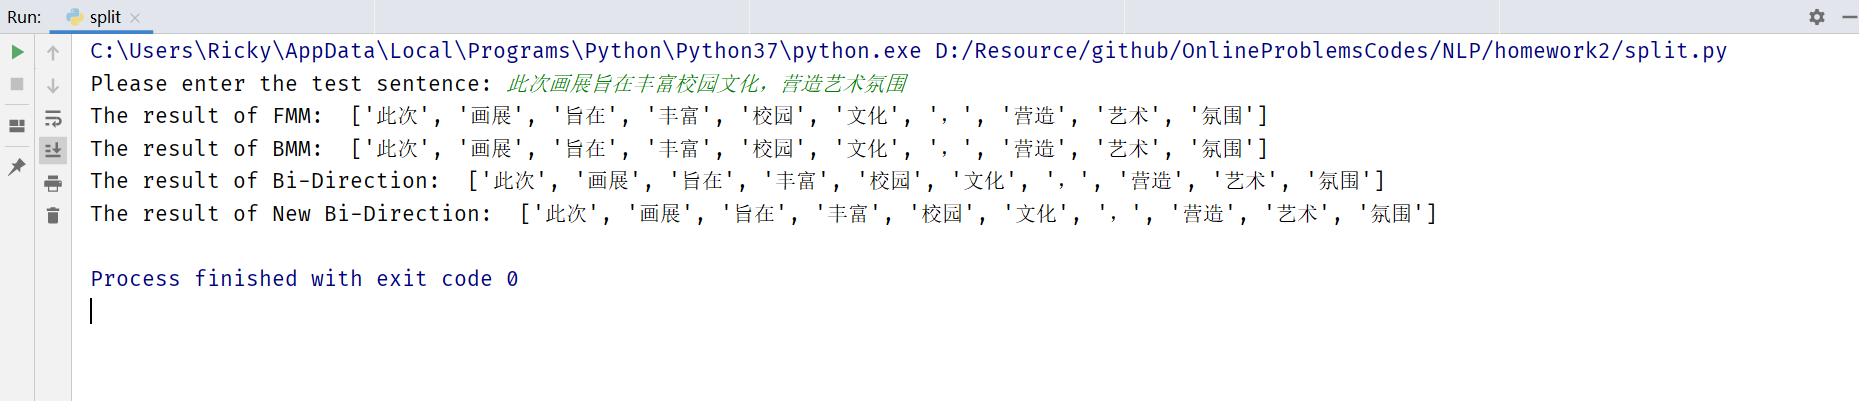 Run: split
C:\Users\Ricky\AppData\Local\Programs\Python\Python37\python.exe D:/Resource/github/OnlineProblemsCodes/NLP/homework2/split.py
Please enter the test sentence: 此次画展旨在丰富校园文化，营造艺术氛围
The result of FMM:  ['此次', '画展', '旨在', '丰富', '校园', '文化', '，', '营造', '艺术', '氛围']
The result of BMM:  ['此次', '画展', '旨在', '丰富', '校园', '文化', '，', '营造', '艺术', '氛围']
The result of Bi-Direction:  ['此次', '画展', '旨在', '丰富', '校园', '文化', '，', '营造', '艺术', '氛围']
The result of New Bi-Direction:  ['此次', '画展', '旨在', '丰富', '校园', '文化', '，', '营造', '艺术', '氛围']
Process finished with exit code 0